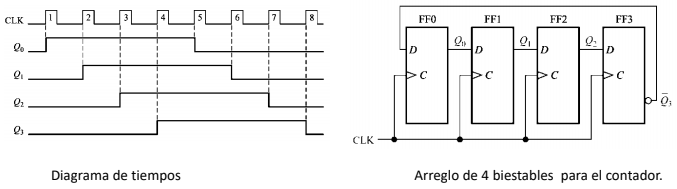 CLK 1 2 3 4 5 6 7 8
Q0
Q1
Q2
Q3
Diagrama de tiempos
FF0 FF1 FF2 FF3
Q0 Q1 Q2
D D D D
C C C C
Q̅3
CLK
Arreglo de 4 biestables para el contador.